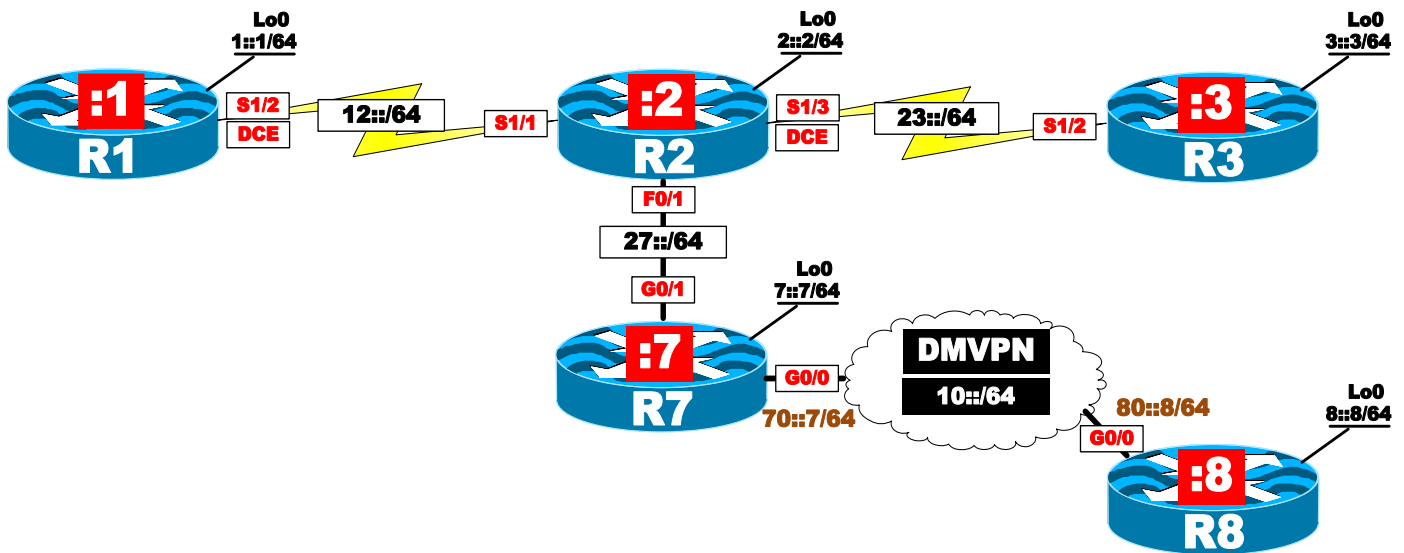 Lo0
1::1/64
Lo0
2::2/64
Lo0
3::3/64
:1
S1/2
DCE
12::/64
S1/1
:2
S1/3
DCE
23::/64
S1/2
:3
R1
R2
R3
F0/1
27::/64
G0/1
Lo0
7::7/64
:7
G0/0
DMVPN
10::/64
R7
70::7/64
80::8/64
G0/0
Lo0
8::8/64
:8
R8